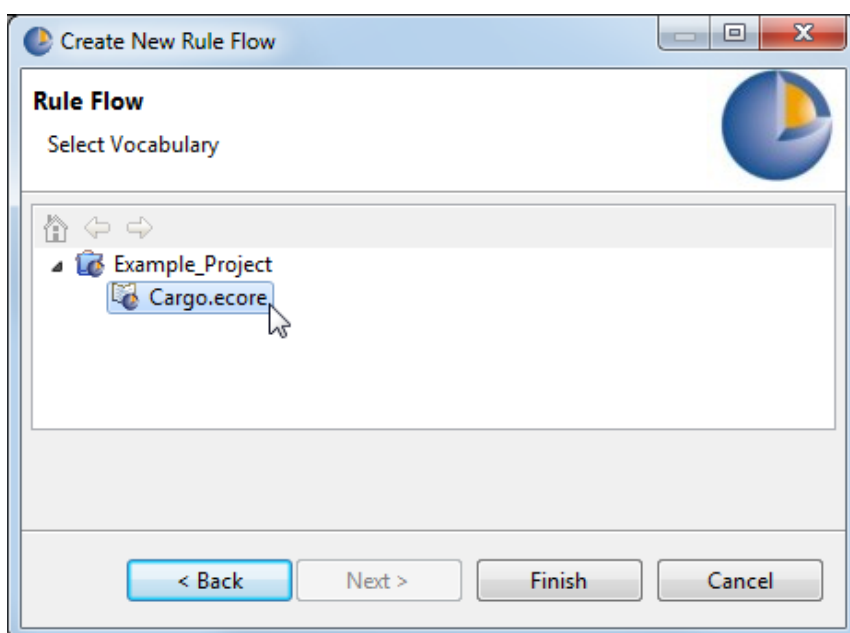 Create New Rule Flow
Rule Flow
Select Vocabulary
Example_Project
Cargo.ecore
< Back Next > Finish Cancel